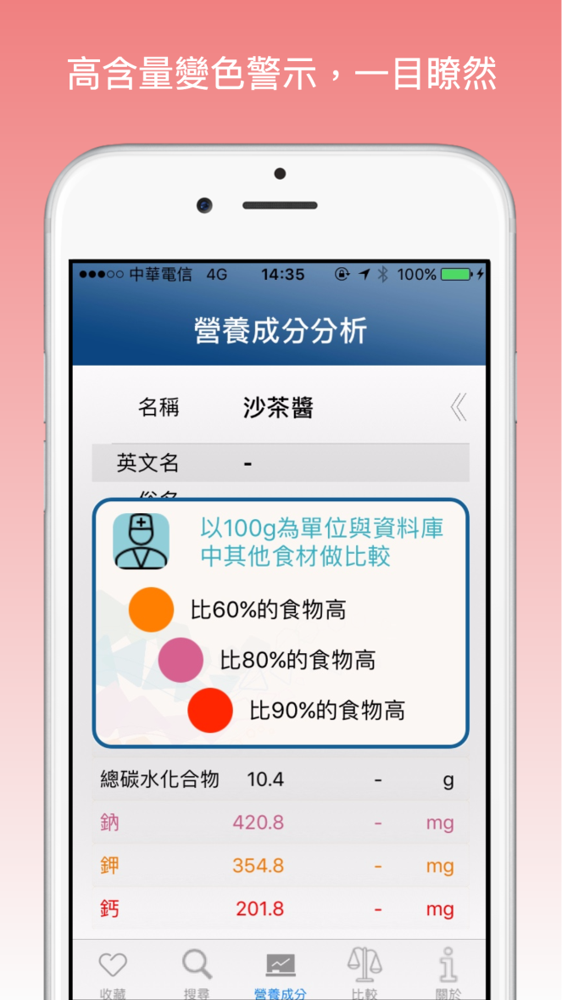 高含量變色警示，一目瞭然
中華電信 4G 14:35 100%
營養成分分析
名稱 沙茶醬
英文名 -
俗名
以100g為單位與資料庫
中其他食材做比較
比60%的食物高
比80%的食物高
比90%的食物高
總碳水化合物 10.4 - g
鈉 420.8 - mg
鉀 354.8 - mg
鈣 201.8 - mg
收藏 搜尋 營養成分 比較 關於